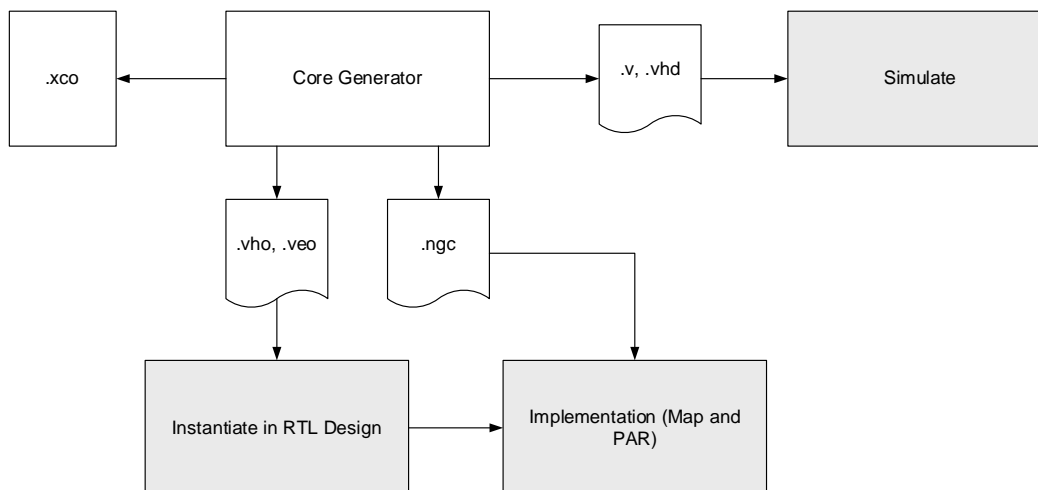 .xco
Core Generator
.v, .vhd
Simulate
.vho, .veo
.ngc
Instantiate in RTL Design
Implementation (Map and
PAR)